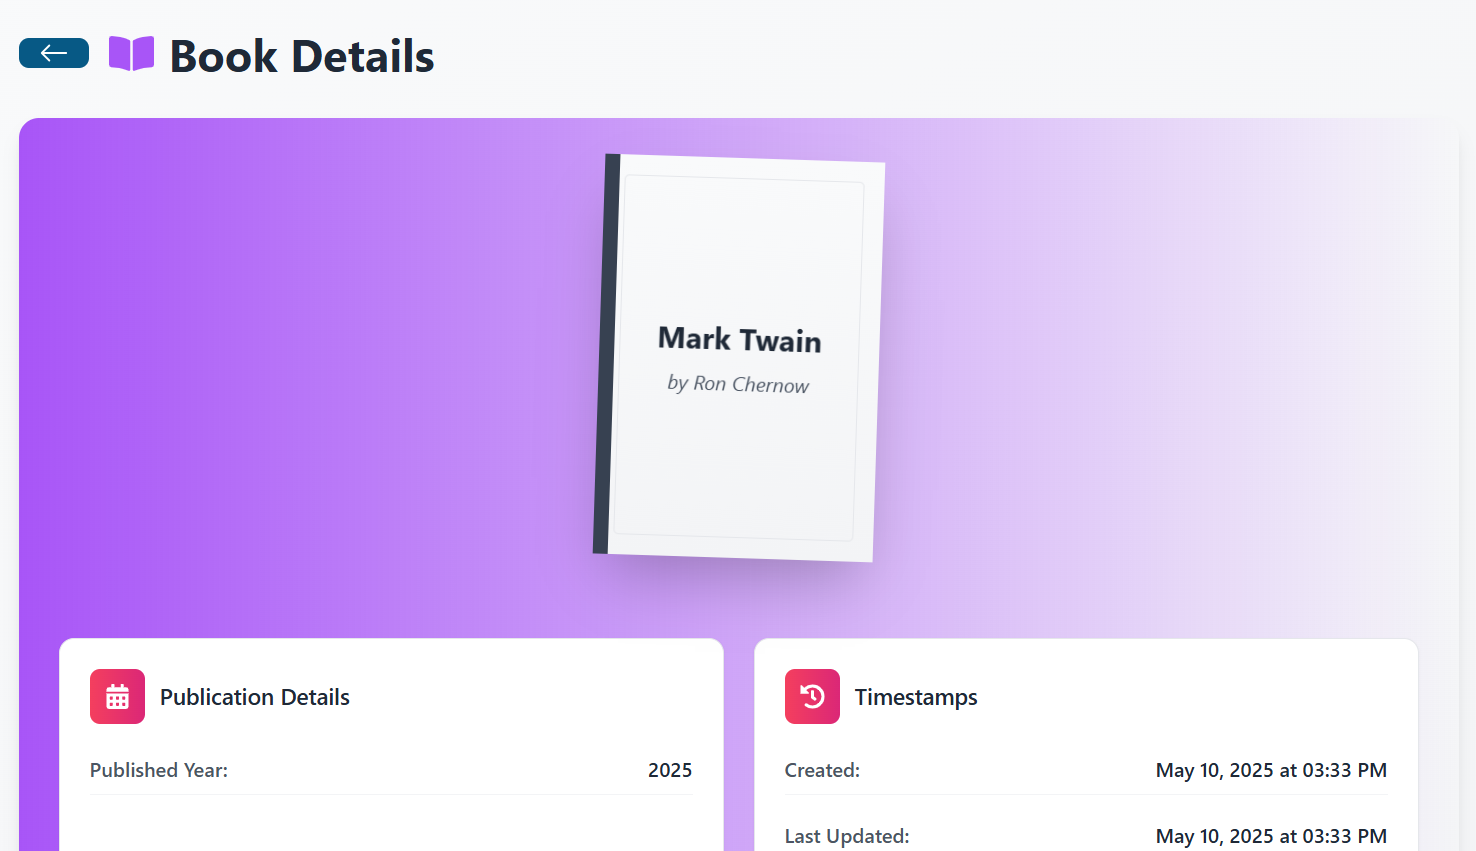 Book Details
Mark Twain
by Ron Chernow
Publication Details
Published Year: 2025
Timestamps
Created: May 10, 2025 at 03:33 PM
Last Updated: May 10, 2025 at 03:33 PM